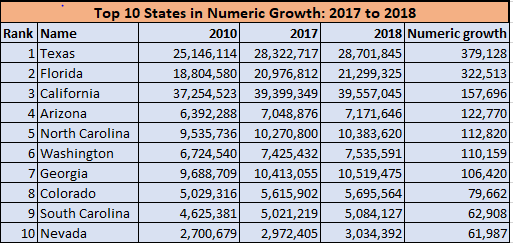 Top 10 States in Numeric Growth: 2017 to 2018
Rank Name 2010 2017 2018 Numeric growth
1 Texas 25,146,114 28,322,717 28,701,845 379,128
2 Florida 18,804,580 20,976,812 21,299,325 322,513
3 California 37,254,523 39,399,349 39,557,045 157,696
4 Arizona 6,392,288 7,048,876 7,171,646 122,770
5 North Carolina 9,535,736 10,270,800 10,383,620 112,820
6 Washington 6,724,540 7,425,432 7,535,591 110,159
7 Georgia 9,688,709 10,413,055 10,519,475 106,420
8 Colorado 5,029,316 5,615,902 5,695,564 79,662
9 South Carolina 4,625,381 5,021,219 5,084,127 62,908
10 Nevada 2,700,679 2,972,405 3,034,392 61,987